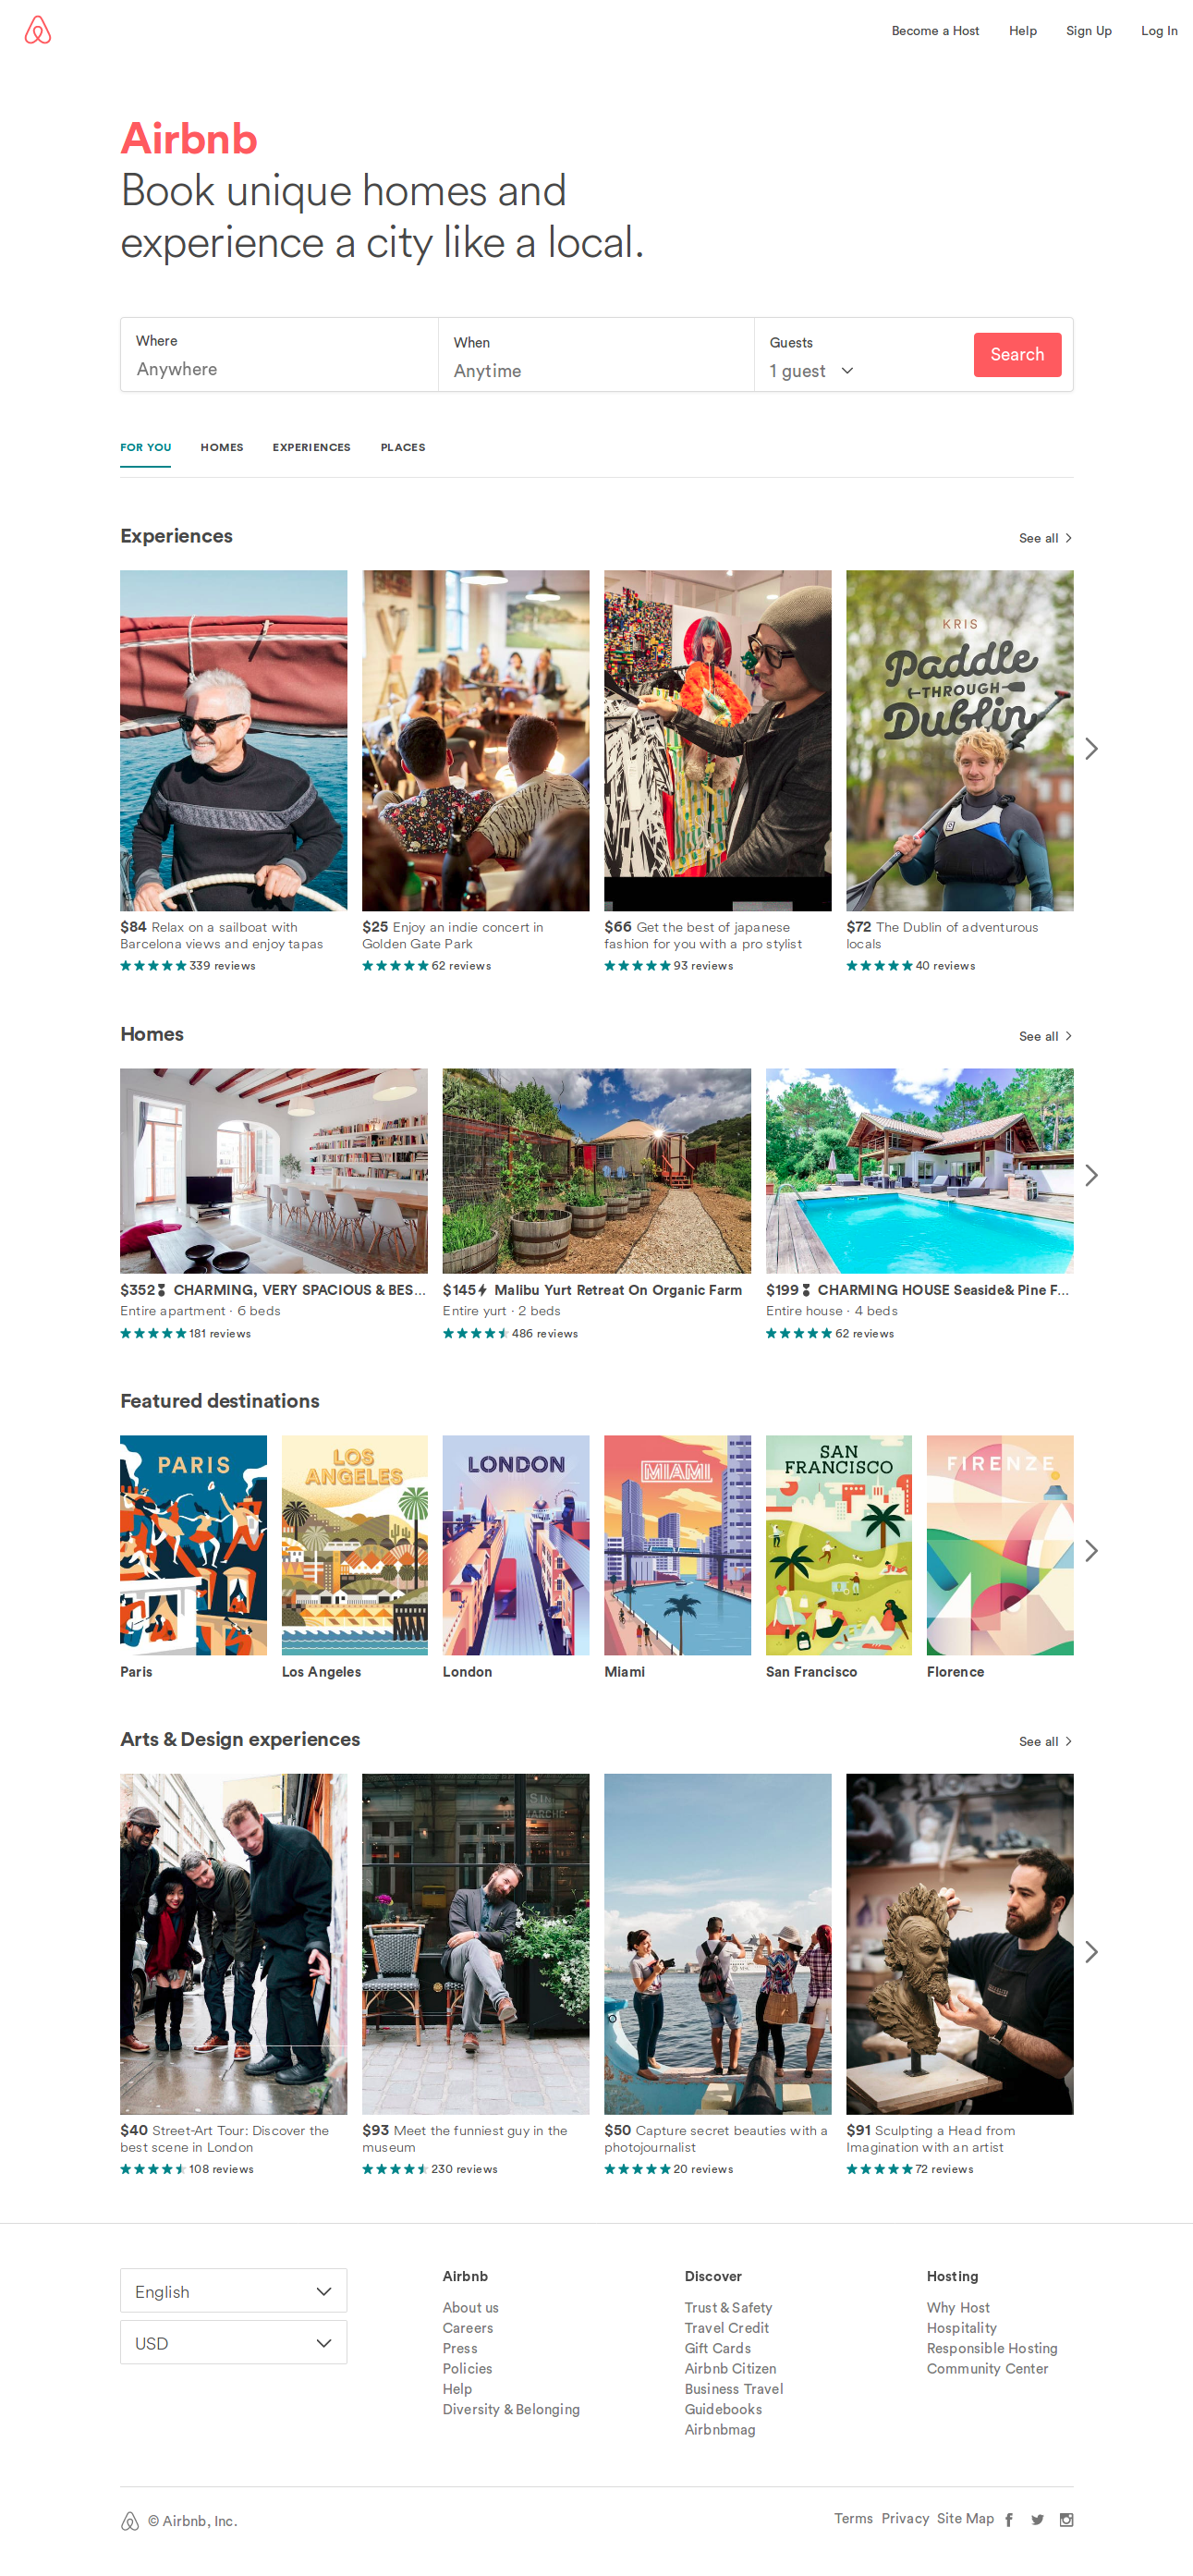 Become a Host Help Sign Up Log In
Airbnb
Book unique homes and
experience a city like a local.
Where When Guests
Anywhere Anytime 1 guest Search
FOR YOU HOMES EXPERIENCES PLACES
Experiences See all
KRIS
Paddle
THROUGH
Dublin
$84 Relax on a sailboat with
Barcelona views and enjoy tapas
339 reviews
$25 Enjoy an indie concert in
Golden Gate Park
62 reviews
$66 Get the best of japanese
fashion for you with a pro stylist
93 reviews
$72 The Dublin of adventurous
locals
40 reviews
Homes See all
$352 CHARMING, VERY SPACIOUS & BES...
Entire apartment · 6 beds
181 reviews
$145 Malibu Yurt Retreat On Organic Farm
Entire yurt · 2 beds
486 reviews
$199 CHARMING HOUSE Seaside& Pine F...
Entire house · 4 beds
62 reviews
Featured destinations
PARIS
LOS
ANGELES
LONDON
MIAMI
SAN
FRANCISCO
FIRENZE
Paris Los Angeles London Miami San Francisco Florence
Arts & Design experiences See all
$40 Street-Art Tour: Discover the
best scene in London
108 reviews
$93 Meet the funniest guy in the
museum
230 reviews
$50 Capture secret beauties with a
photojournalist
20 reviews
$91 Sculpting a Head from
Imagination with an artist
72 reviews
English
USD
Airbnb
About us
Careers
Press
Policies
Help
Diversity & Belonging
Discover
Trust & Safety
Travel Credit
Gift Cards
Airbnb Citizen
Business Travel
Guidebooks
Airbnbmag
Hosting
Why Host
Hospitality
Responsible Hosting
Community Center
© Airbnb, Inc. Terms Privacy Site Map